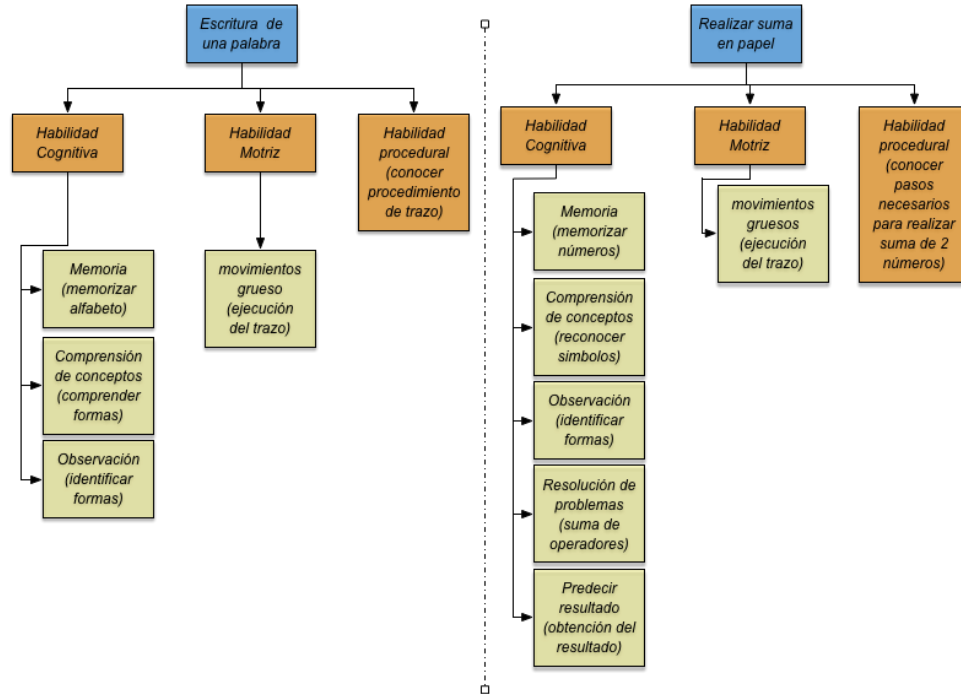 Escritura de
una palabra
Habilidad
Cognitiva
Habilidad
Motriz
Habilidad
procedural
(conocer
procedimiento
de trazo)
Memoria
(memorizar
alfabeto)
Comprensión
de conceptos
(comprender
formas)
Observación
(identificar
formas)
movimientos
grueso
(ejecución
del trazo)
Realizar suma
en papel
Habilidad
Cognitiva
Habilidad
Motriz
Habilidad
procedural
(conocer
pasos
necesarios
para realizar
suma de 2
números)
Memoria
(memorizar
números)
Comprensión
de conceptos
(reconocer
simbolos)
Observación
(identificar
formas)
Resolución de
problemas
(suma de
operadores)
Predecir
resultado
(obtención del
resultado)
movimientos
gruesos
(ejecución
del trazo)